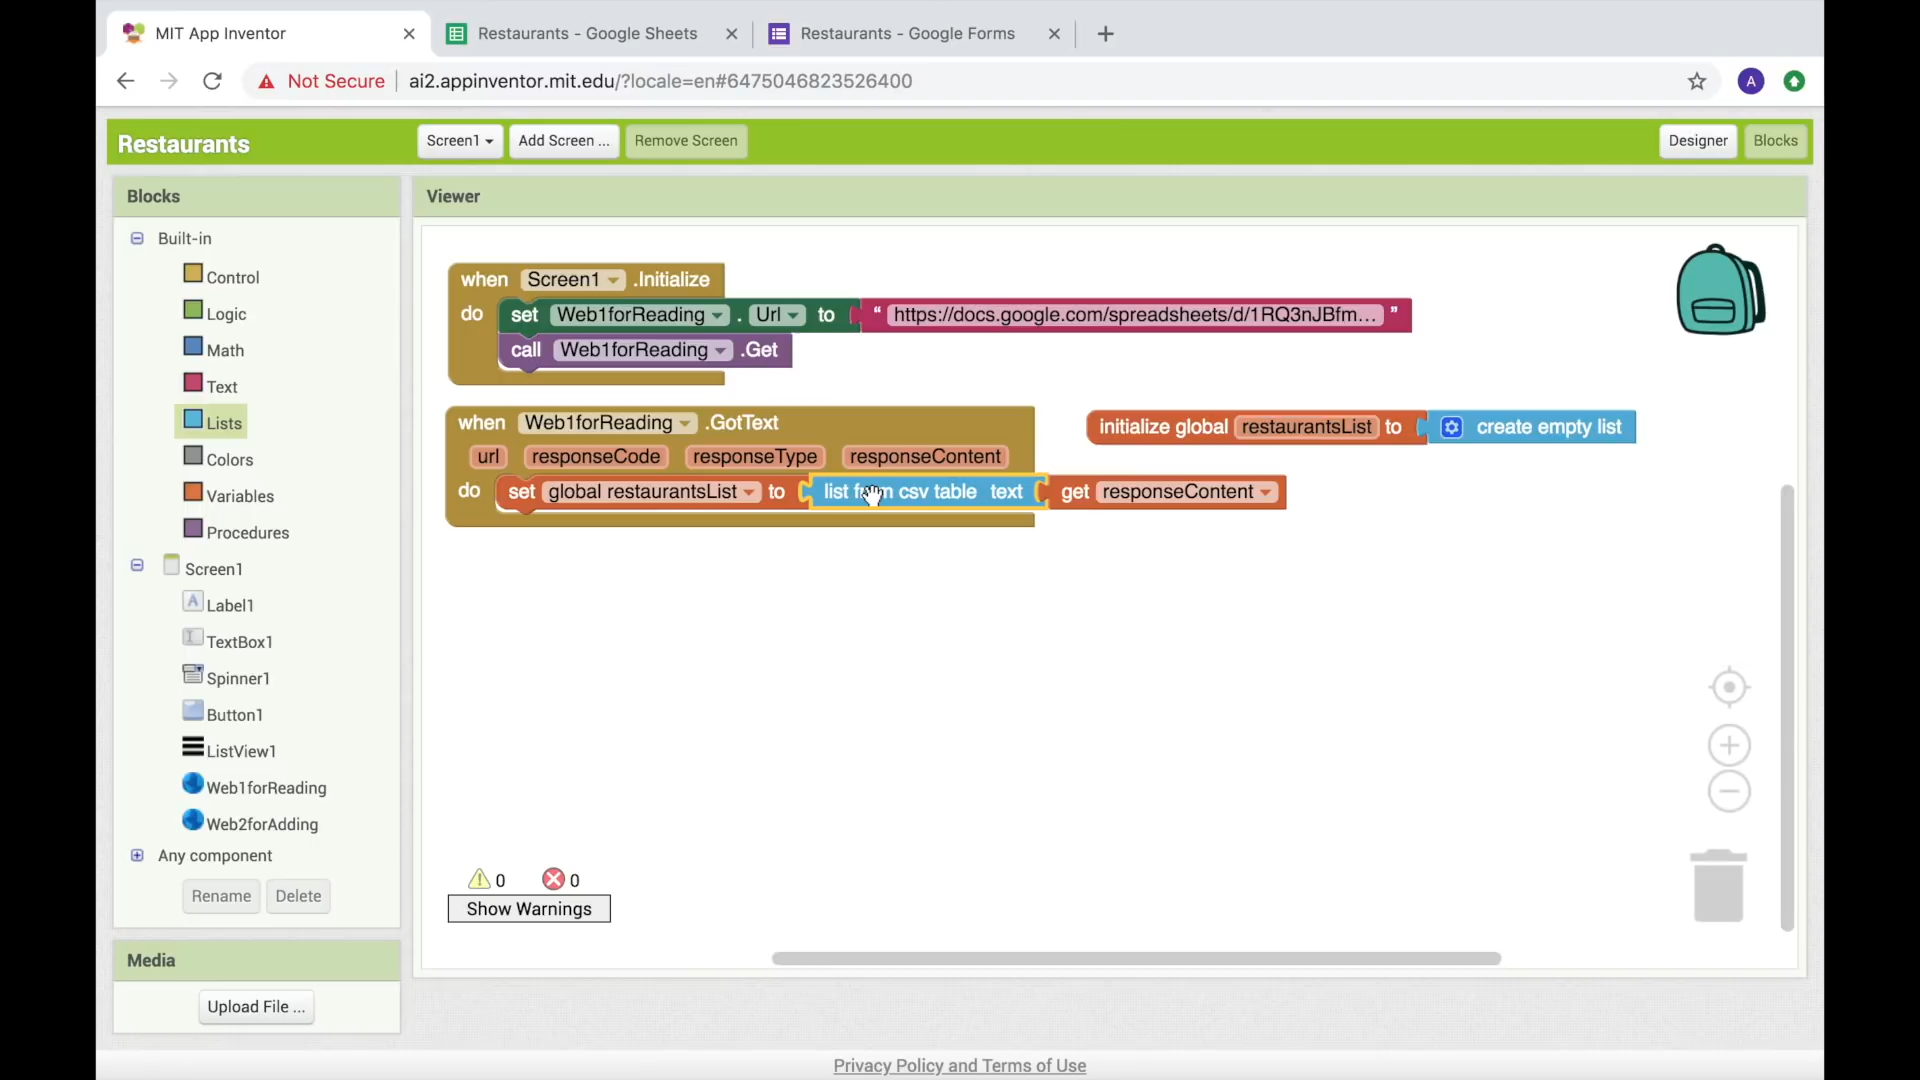 MIT App Inventor
Restaurants - Google Sheets
Restaurants - Google Forms
Not Secure
ai2.appinventor.mit.edu/?locale=en#6475046823526400
A
Restaurants
Screen1
Add Screen ...
Remove Screen
Designer
Blocks
Blocks
Viewer
Built-in
Control
Logic
Math
Text
Lists
Colors
Variables
Procedures
Screen1
Label1
TextBox1
Spinner1
Button1
ListView1
Web1forReading
Web2forAdding
Any component
Rename
Delete
Media
Upload File ...
when Screen1 .Initialize
do set Web1forReading . Url to “ https://docs.google.com/spreadsheets/d/1RQ3nJBfm... ”
call Web1forReading .Get
when Web1forReading .GotText
url responseCode responseType responseContent
do set global restaurantsList to list from csv table text get responseContent
initialize global restaurantsList to create empty list
0 0
Show Warnings
Privacy Policy and Terms of Use